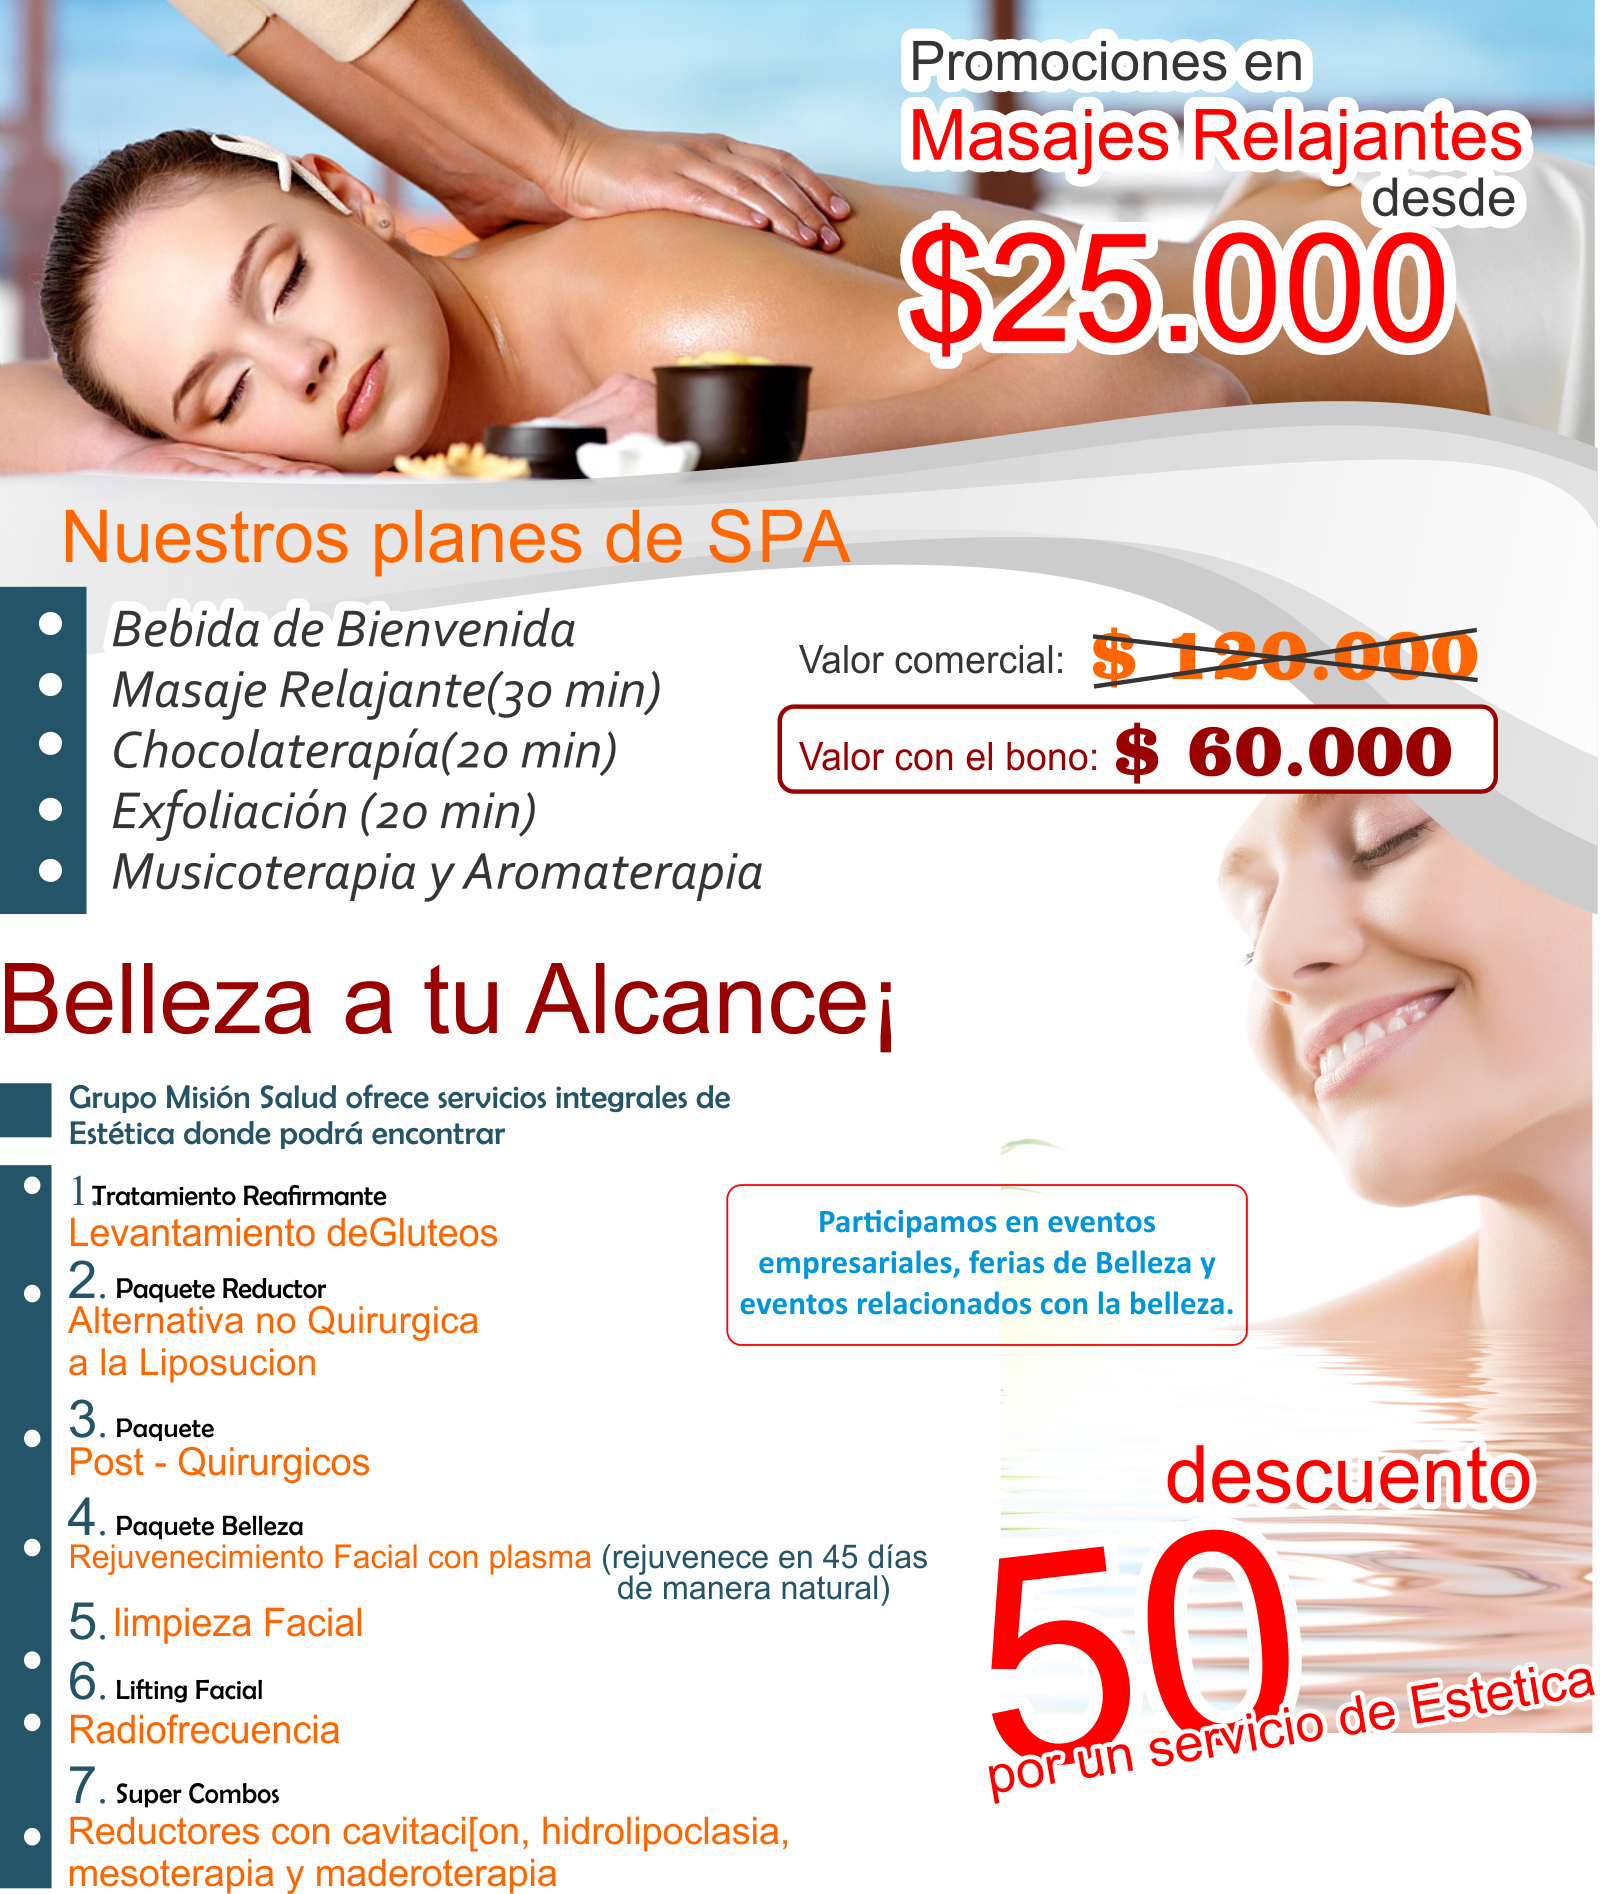 Promociones en
Masajes Relajantes
desde
$25.000
Nuestros planes de SPA
Bebida de Bienvenida
Masaje Relajante(30 min)
Chocolaterapía(20 min)
Exfoliación (20 min)
Musicoterapia y Aromaterapia
Valor comercial: $ 120.000
Valor con el bono: $ 60.000
Belleza a tu Alcance¡
Grupo Misión Salud ofrece servicios integrales de
Estética donde podrá encontrar
1.Tratamiento Reafirmante
Levantamiento deGluteos
2. Paquete Reductor
Alternativa no Quirurgica
a la Liposucion
3. Paquete
Post - Quirurgicos
4. Paquete Belleza
Rejuvenecimiento Facial con plasma (rejuvenece en 45 días
de manera natural)
5. limpieza Facial
6. Lifting Facial
Radiofrecuencia
7. Super Combos
Reductores con cavitaci[on, hidrolipoclasia,
mesoterapia y maderoterapia
Participamos en eventos
empresariales, ferias de Belleza y
eventos relacionados con la belleza.
descuento
50
por un servicio de Estetica